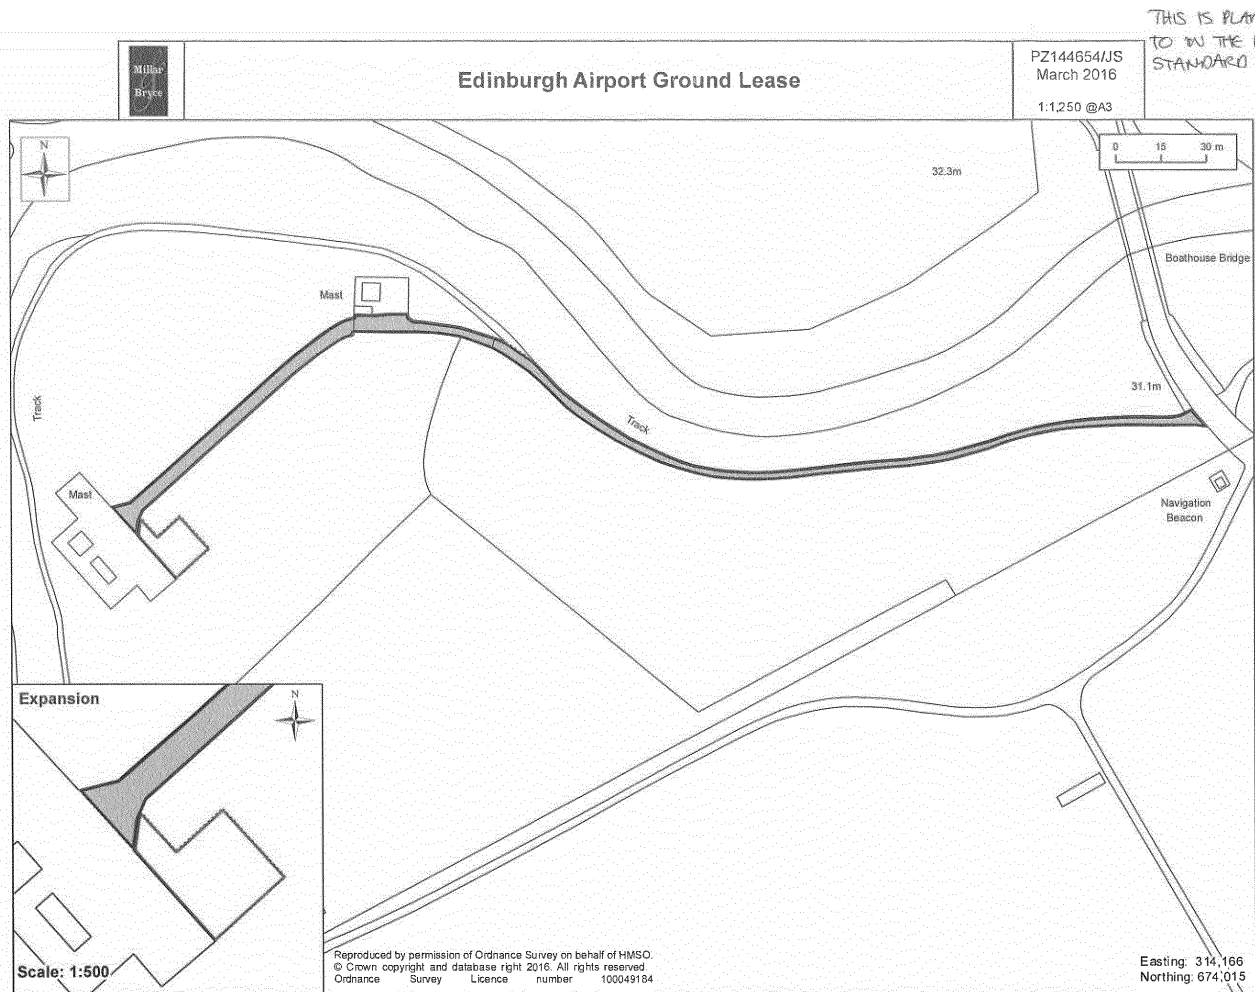 THIS IS PLAN
TO IN THE
STANDARD
Millar
Bryce
Edinburgh Airport Ground Lease
PZ144654/JS
March 2016
1:1,250 @A3
N
0 15 30 m
32.3m
Boathouse Bridge
Mast
31.1m
Track
Track
Mast
Navigation
Beacon
Expansion
N
Scale: 1:500
Reproduced by permission of Ordnance Survey on behalf of HMSO.
© Crown copyright and database right 2016. All rights reserved.
Ordnance Survey Licence number 100049184
Easting: 314,166
Northing: 674,015